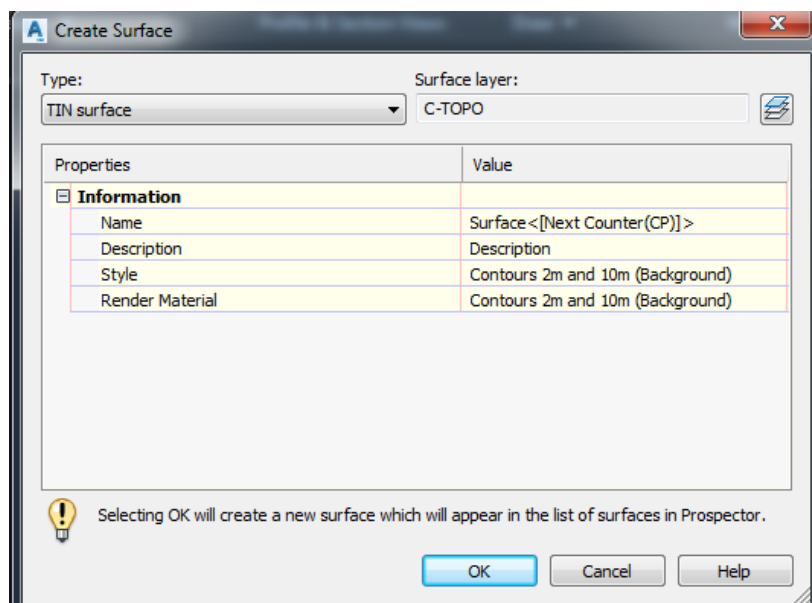 Create Surface
Type:
Surface layer:
TIN surface
C-TOPO
Properties Value
Information
Name Surface<[Next Counter(CP)]>
Description Description
Style Contours 2m and 10m (Background)
Render Material Contours 2m and 10m (Background)
Selecting OK will create a new surface which will appear in the list of surfaces in Prospector.
OK Cancel Help